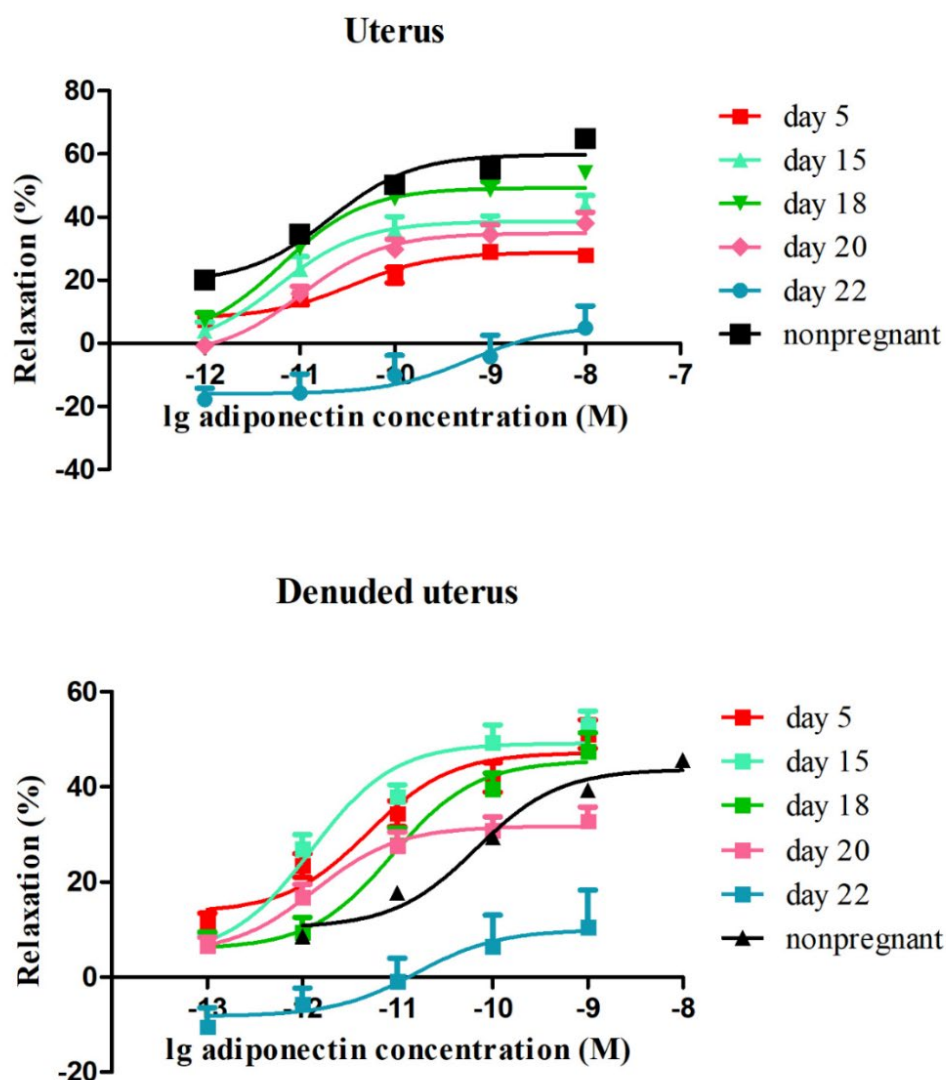 Uterus
80
60
40
20
0
-20
-40
Relaxation (%)
-12 -11 -10 -9 -8 -7
lg adiponectin concentration (M)
day 5
day 15
day 18
day 20
day 22
nonpregnant
Denuded uterus
60
40
20
0
-20
Relaxation (%)
-13 -12 -11 -10 -9 -8
lg adiponectin concentration (M)
day 5
day 15
day 18
day 20
day 22
nonpregnant